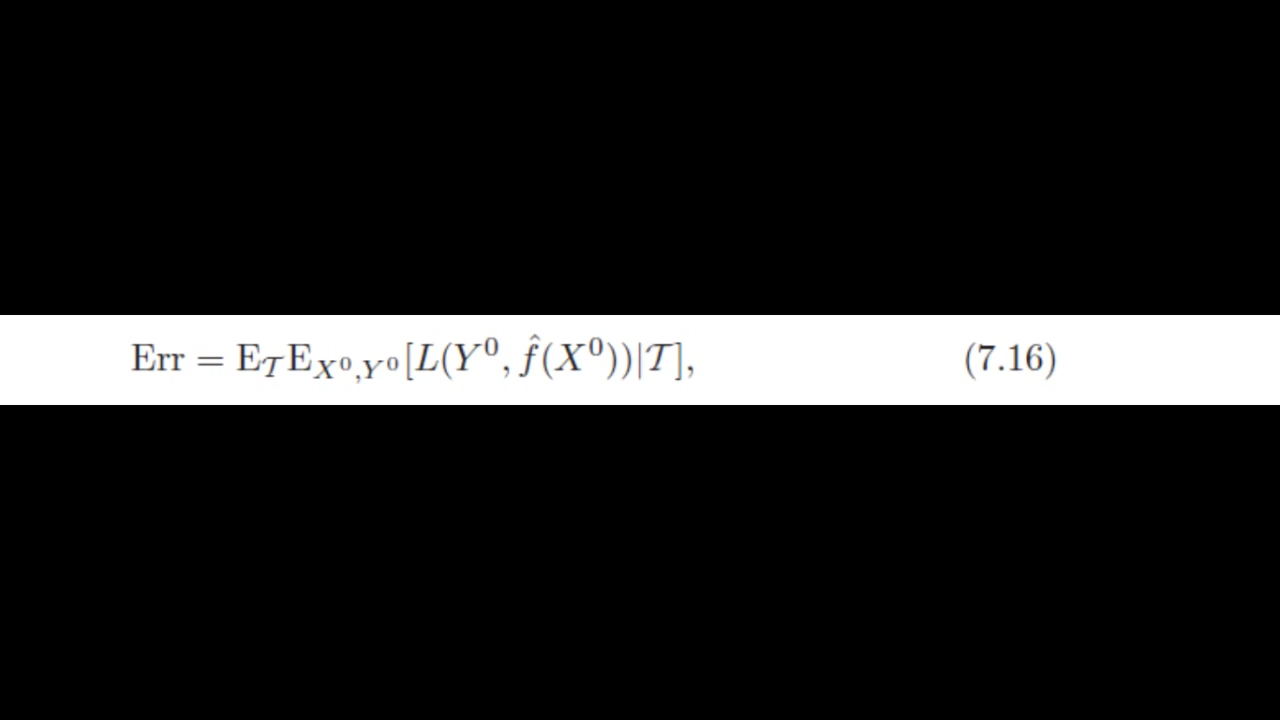 Err = E_𝒯 E_{X⁰,Y⁰}[L(Y⁰, f̂(X⁰))|𝒯], (7.16)